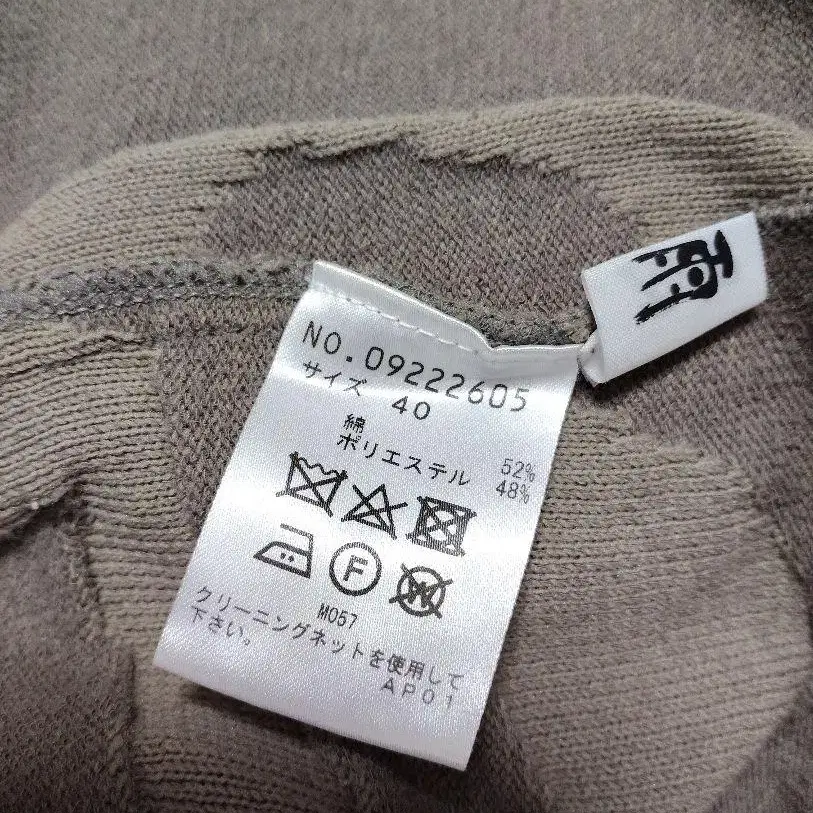 NO.09222605
サイズ 40
綿 52%
ポリエステル 48%
F
W
M057
クリーニングネットを使用して
下さい。
AP01